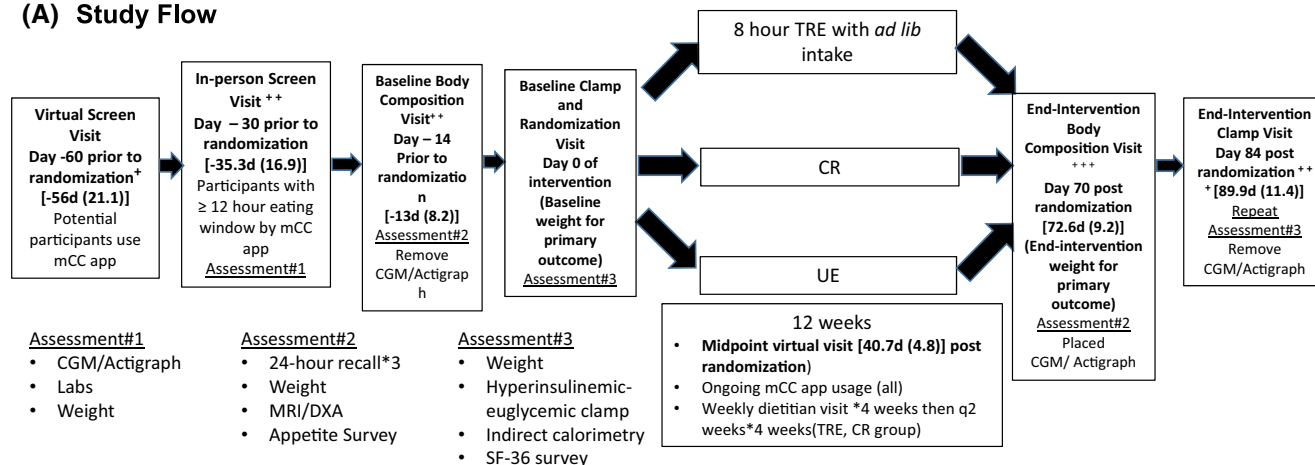 (A) Study Flow
Virtual Screen
Visit
Day -60 prior to
randomization+
[-56d (21.1)]
Potential
participants use
mCC app
In-person Screen
Visit ++
Day – 30 prior to
randomization
[-35.3d (16.9)]
Participants with
≥ 12 hour eating
window by mCC
app
Assessment#1
Baseline Body
Composition
Visit++
Day – 14
Prior to
randomizatio
n
[-13d (8.2)]
Assessment#2
Remove
CGM/Actigrap
h
Baseline Clamp
and
Randomization
Visit
Day 0 of
intervention
(Baseline
weight for
primary
outcome)
Assessment#3
8 hour TRE with ad lib
intake
CR
UE
12 weeks
• Midpoint virtual visit [40.7d (4.8)] post
randomization)
• Ongoing mCC app usage (all)
• Weekly dietitian visit *4 weeks then q2
weeks*4 weeks(TRE, CR group)
End-Intervention
Body
Composition Visit
+++
Day 70 post
randomization
[72.6d (9.2)]
(End-intervention
weight for
primary
outcome)
Assessment#2
Placed
CGM/ Actigraph
End-Intervention
Clamp Visit
Day 84 post
randomization ++
+ [89.9d (11.4)]
Repeat
Assessment#3
Remove
CGM/Actigraph
Assessment#1
• CGM/Actigraph
• Labs
• Weight
Assessment#2
• 24-hour recall*3
• Weight
• MRI/DXA
• Appetite Survey
Assessment#3
• Weight
• Hyperinsulinemic-
euglycemic clamp
• Indirect calorimetry
• SF-36 survey